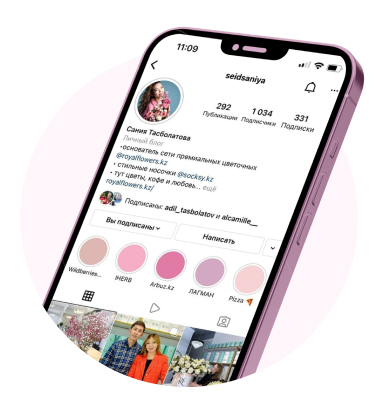 11:09
seidsaniya
292 1 034 331
Публикации Подписчики Подписки
Сания Тасболатова
Личный блог
•основатель сети премиальных цветочных
@royalflowers.kz
• стильные носочки @socksy.kz
• тут цветы, кофе и любовь... ещё
royalflowers.kz/
Подписаны: adil_tasbolatov и alcamille__
Вы подписаны Написать
Wildberries... IHERB Arbuz.kz ЛАГМАН Pizza 🍕